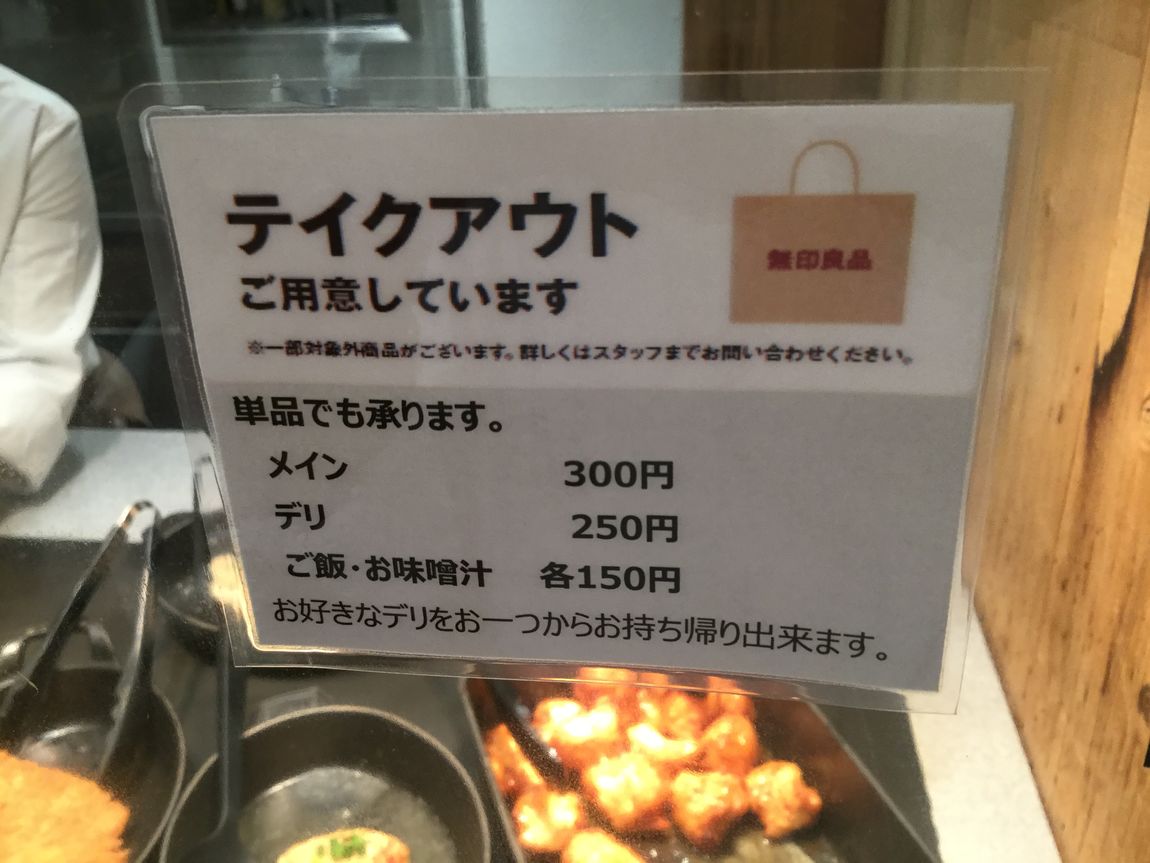 テイクアウト
無印良品
ご用意しています
※一部対象外商品がございます。詳しくはスタッフまでお問い合わせください。
単品でも承ります。
メイン 300円
デリ 250円
ご飯・お味噌汁 各150円
お好きなデリをお一つからお持ち帰り出来ます。